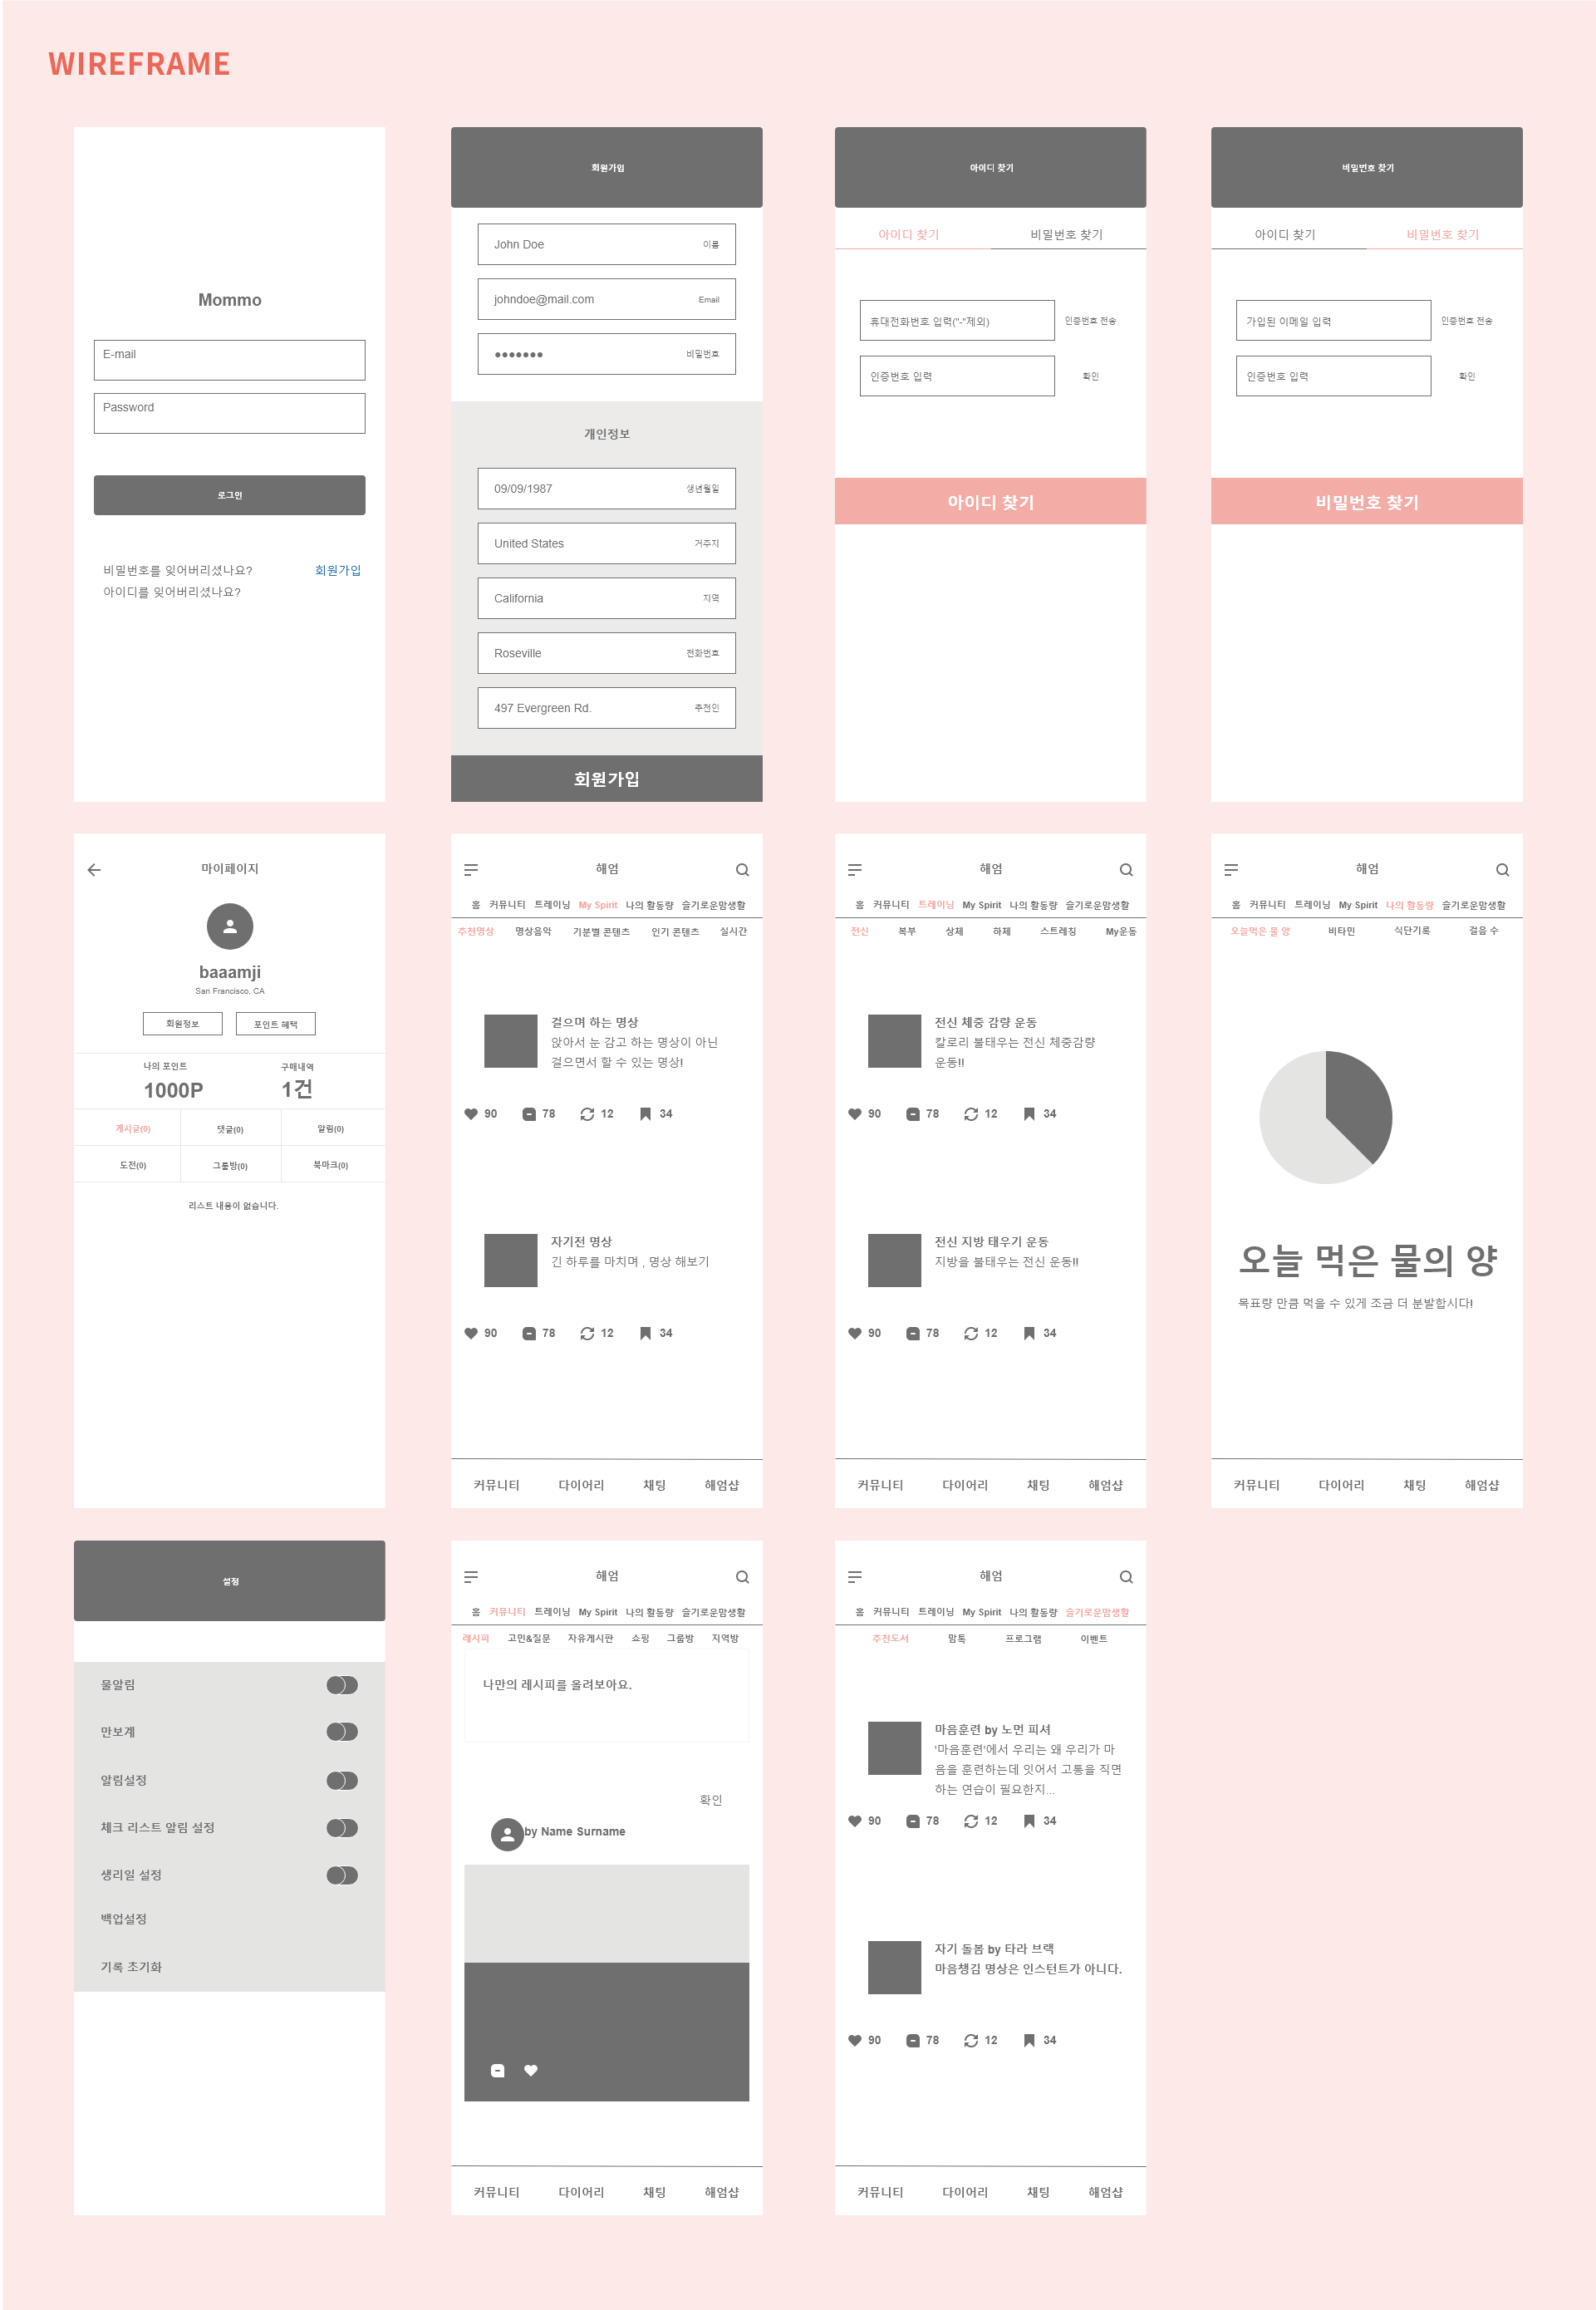 WIREFRAME
Mommo
E-mail
Password
로그인
비밀번호를 잊어버리셨나요? 회원가입
아이디를 잊어버리셨나요?
회원가입
John Doe 이름
johndoe@mail.com Email
●●●●●●● 비밀번호
개인정보
09/09/1987 생년월일
United States 거주지
California 지역
Roseville 전화번호
497 Evergreen Rd. 추천인
회원가입
아이디 찾기
아이디 찾기 비밀번호 찾기
휴대전화번호 입력("-"제외) 인증번호 전송
인증번호 입력 확인
아이디 찾기
비밀번호 찾기
아이디 찾기 비밀번호 찾기
가입된 이메일 입력 인증번호 전송
인증번호 입력 확인
비밀번호 찾기
마이페이지
baaamji
San Francisco, CA
회원정보 포인트 혜택
나의 포인트 구매내역
1000P 1건
게시글(0) 댓글(0) 알림(0)
도전(0) 그룹방(0) 북마크(0)
리스트 내용이 없습니다.
해엄
홈 커뮤니티 트레이닝 My Spirit 나의 활동량 슬기로운맘생활
추천명상 명상음악 기분별 콘텐츠 인기 콘텐츠 실시간
걸으며 하는 명상
앉아서 눈 감고 하는 명상이 아닌
걸으면서 할 수 있는 명상!
90 78 12 34
자기전 명상
긴 하루를 마치며 , 명상 해보기
90 78 12 34
커뮤니티 다이어리 채팅 해엄샵
해엄
홈 커뮤니티 트레이닝 My Spirit 나의 활동량 슬기로운맘생활
전신 복부 상체 하체 스트레칭 My운동
전신 체중 감량 운동
칼로리 불태우는 전신 체중감량
운동!!
90 78 12 34
전신 지방 태우기 운동
지방을 불태우는 전신 운동!!
90 78 12 34
커뮤니티 다이어리 채팅 해엄샵
해엄
홈 커뮤니티 트레이닝 My Spirit 나의 활동량 슬기로운맘생활
오늘먹은 물 양 비타민 식단기록 걸음 수
오늘 먹은 물의 양
목표량 만큼 먹을 수 있게 조금 더 분발합시다!
커뮤니티 다이어리 채팅 해엄샵
설정
물알림
만보계
알림설정
체크 리스트 알림 설정
생리일 설정
백업설정
기록 초기화
해엄
홈 커뮤니티 트레이닝 My Spirit 나의 활동량 슬기로운맘생활
레시피 고민&질문 자유게시판 쇼핑 그룹방 지역방
나만의 레시피를 올려보아요.
확인
by Name Surname
커뮤니티 다이어리 채팅 해엄샵
해엄
홈 커뮤니티 트레이닝 My Spirit 나의 활동량 슬기로운맘생활
추천도서 맘톡 프로그램 이벤트
마음훈련 by 노먼 피셔
'마음훈련'에서 우리는 왜 우리가 마
음을 훈련하는데 잇어서 고통을 직면
하는 연습이 필요한지...
90 78 12 34
자기 돌봄 by 타라 브랙
마음챙김 명상은 인스턴트가 아니다.
90 78 12 34
커뮤니티 다이어리 채팅 해엄샵